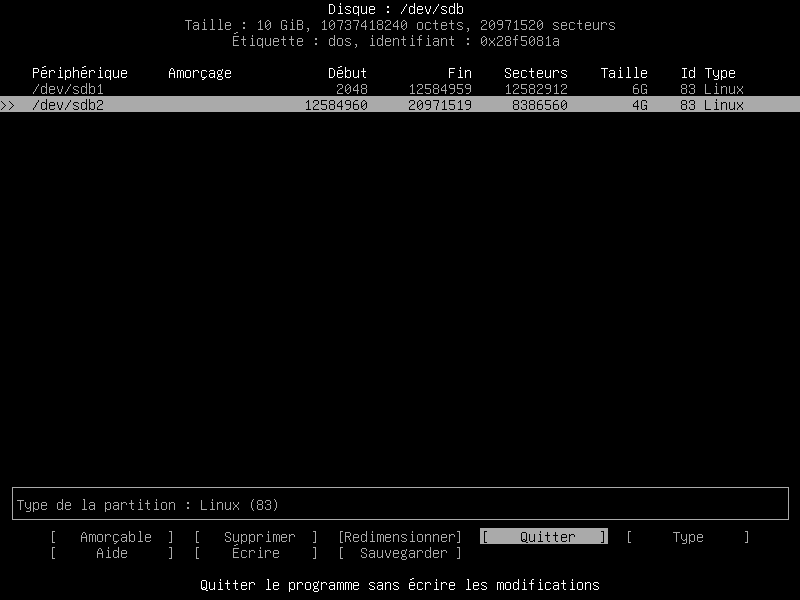 Disque : /dev/sdb
Taille : 10 GiB, 10737418240 octets, 20971520 secteurs
Étiquette : dos, identifiant : 0x28f5081a
Périphérique Amorçage Début Fin Secteurs Taille Id Type
/dev/sdb1 2048 12584959 12582912 6G 83 Linux
>> /dev/sdb2 12584960 20971519 8386560 4G 83 Linux
Type de la partition : Linux (83)
[ Amorçable ] [ Supprimer ] [Redimensionner] [ Quitter ] [ Type ]
[ Aide ] [ Écrire ] [ Sauvegarder ]
Quitter le programme sans écrire les modifications